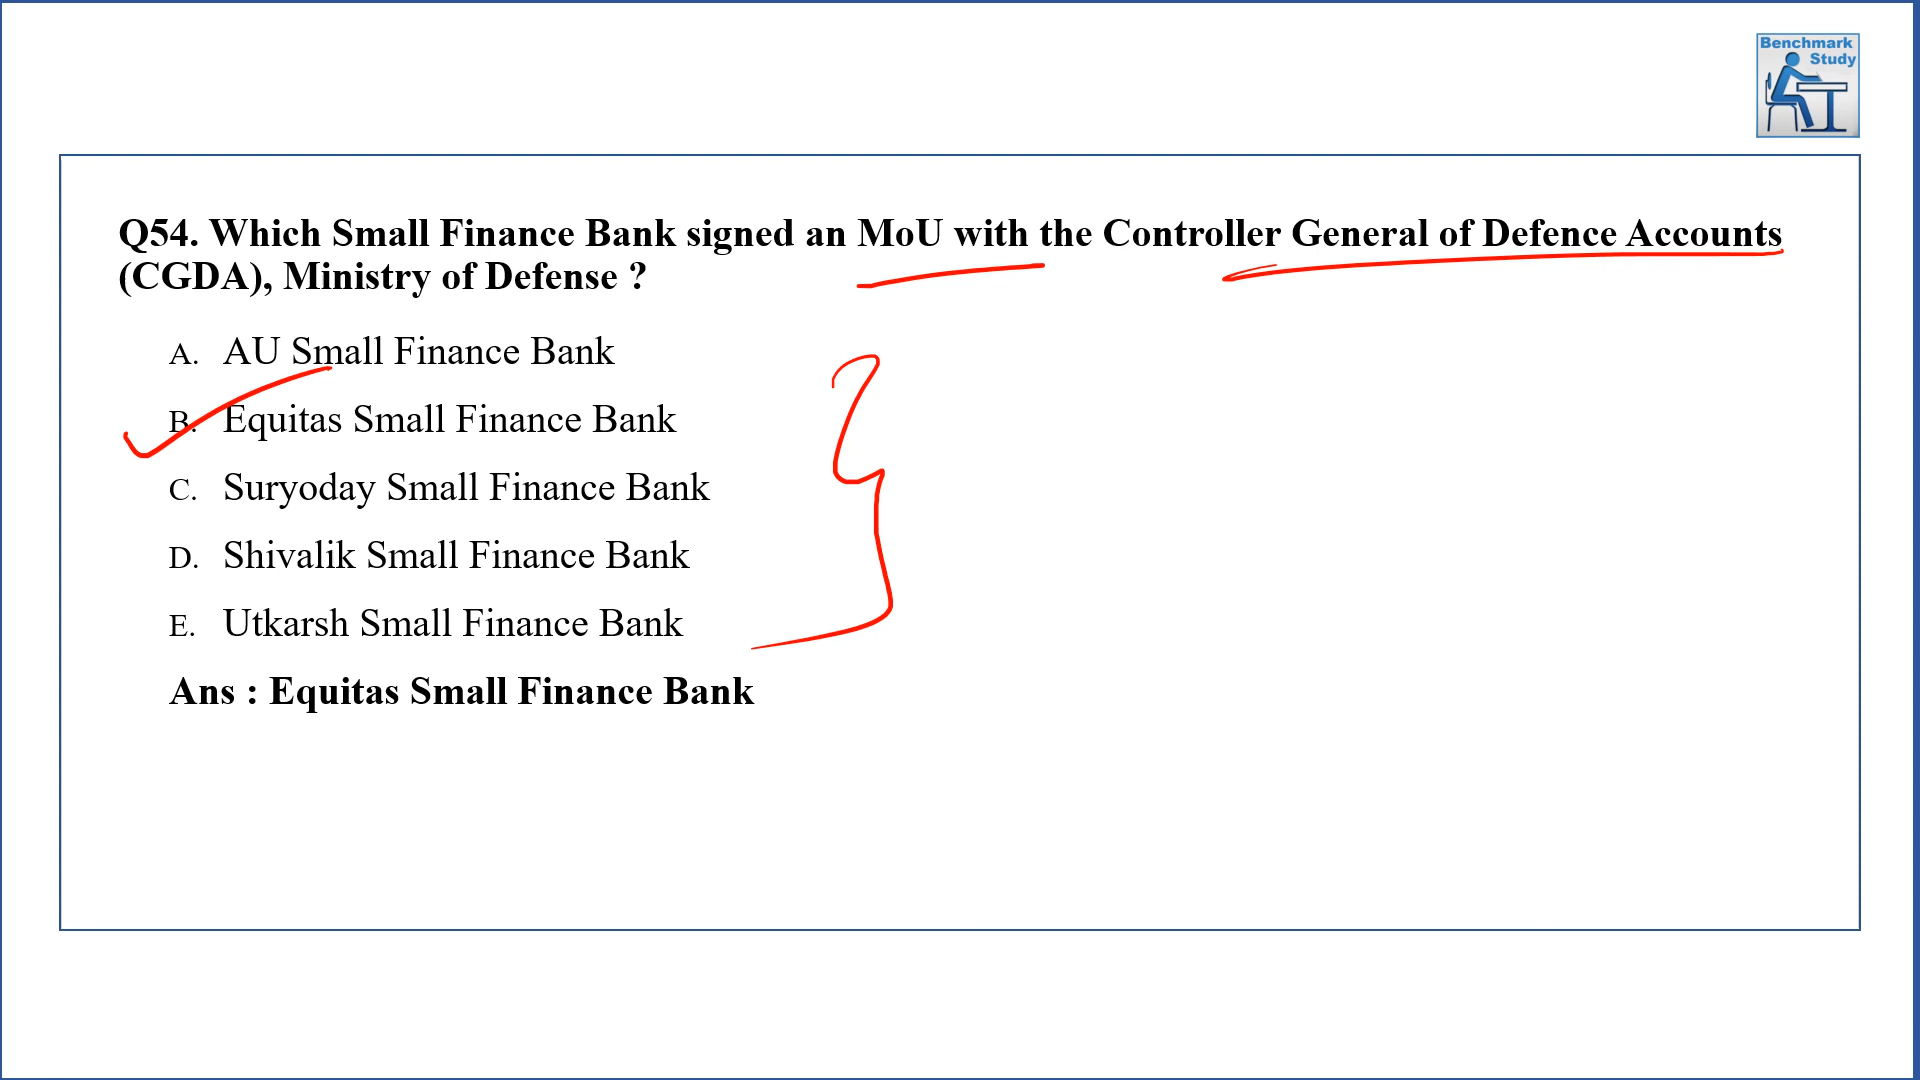 Benchmark
Study
Q54. Which Small Finance Bank signed an MoU with the Controller General of Defence Accounts
(CGDA), Ministry of Defense ?
A. AU Small Finance Bank
B. Equitas Small Finance Bank
C. Suryoday Small Finance Bank
D. Shivalik Small Finance Bank
E. Utkarsh Small Finance Bank
Ans : Equitas Small Finance Bank